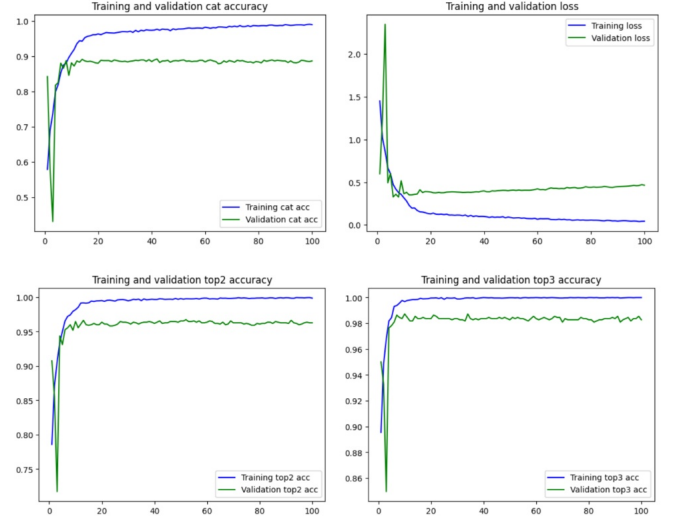 Training and validation cat accuracy
1.0
0.9
0.8
0.7
0.6
0.5
Training cat acc
Validation cat acc
0 20 40 60 80 100
Training and validation loss
Training loss
Validation loss
2.0
1.5
1.0
0.5
0.0
0 20 40 60 80 100
Training and validation top2 accuracy
1.00
0.95
0.90
0.85
0.80
0.75
Training top2 acc
Validation top2 acc
0 20 40 60 80 100
Training and validation top3 accuracy
1.00
0.98
0.96
0.94
0.92
0.90
0.88
0.86
Training top3 acc
Validation top3 acc
0 20 40 60 80 100